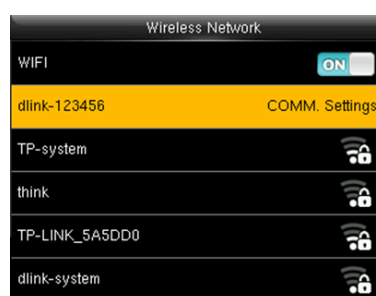 Wireless Network
WIFI ON
dlink-123456 COMM. Settings
TP-system
think
TP-LINK_5A5DD0
dlink-system